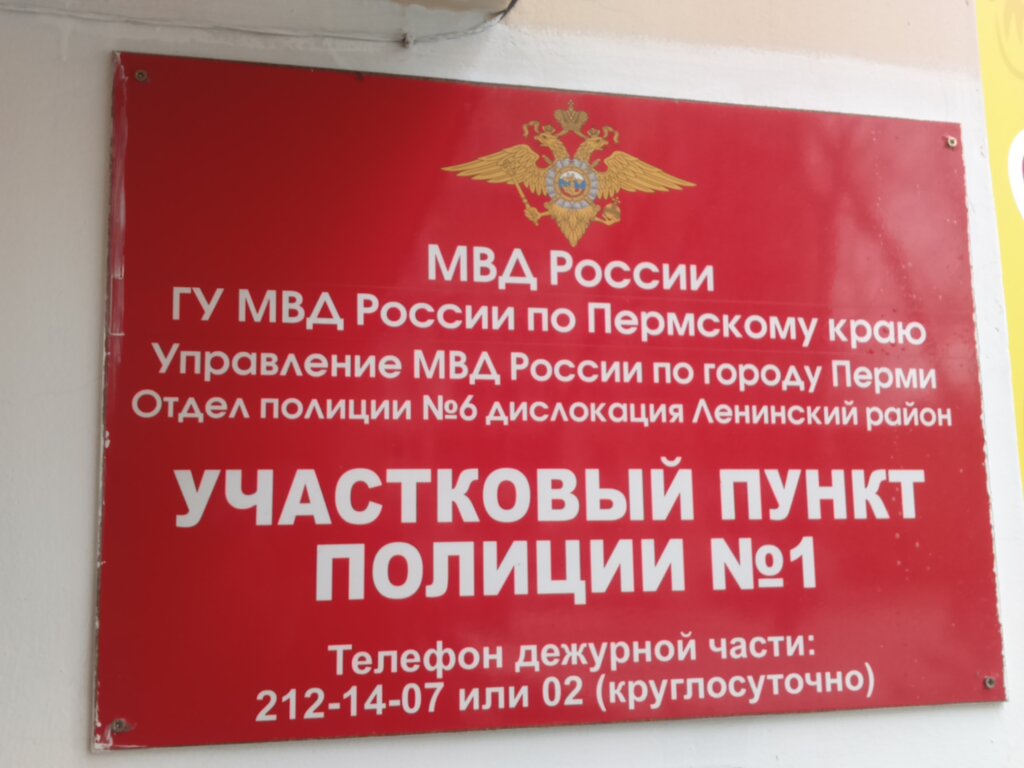 МВД России
ГУ МВД России по Пермскому краю
Управление МВД России по городу Перми
Отдел полиции №6 дислокация Ленинский район
УЧАСТКОВЫЙ ПУНКТ
ПОЛИЦИИ №1
Телефон дежурной части:
212-14-07 или 02 (круглосуточно)